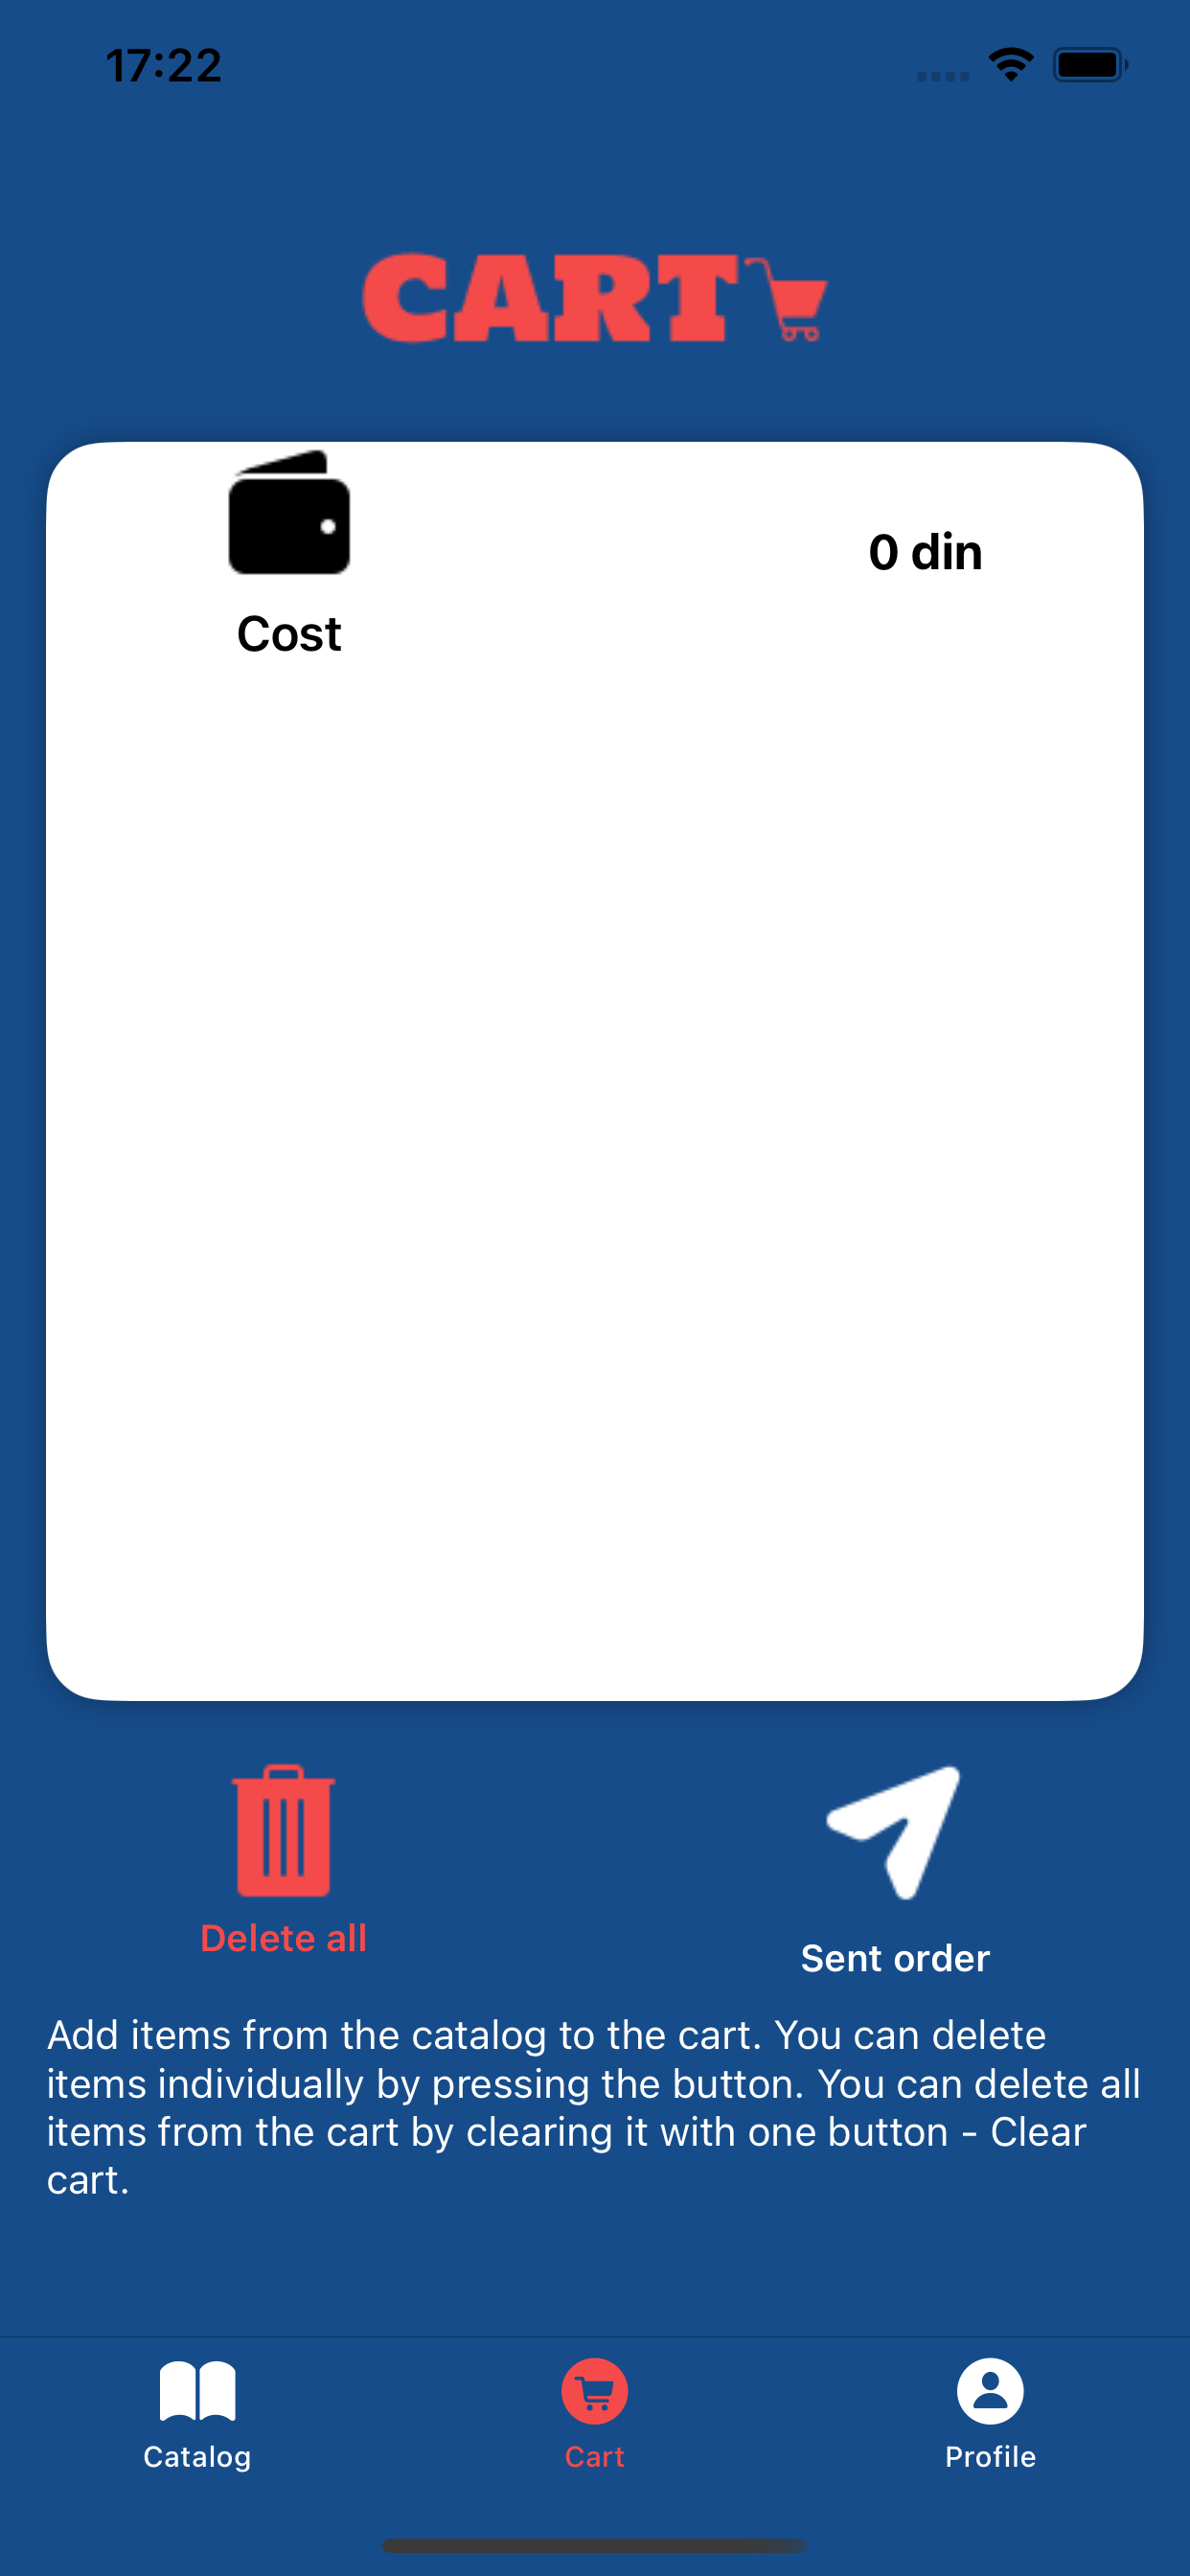 17:22
CART
0 din
Cost
Delete all
Sent order
Add items from the catalog to the cart. You can delete
items individually by pressing the button. You can delete all
items from the cart by clearing it with one button - Clear
cart.
Catalog
Cart
Profile